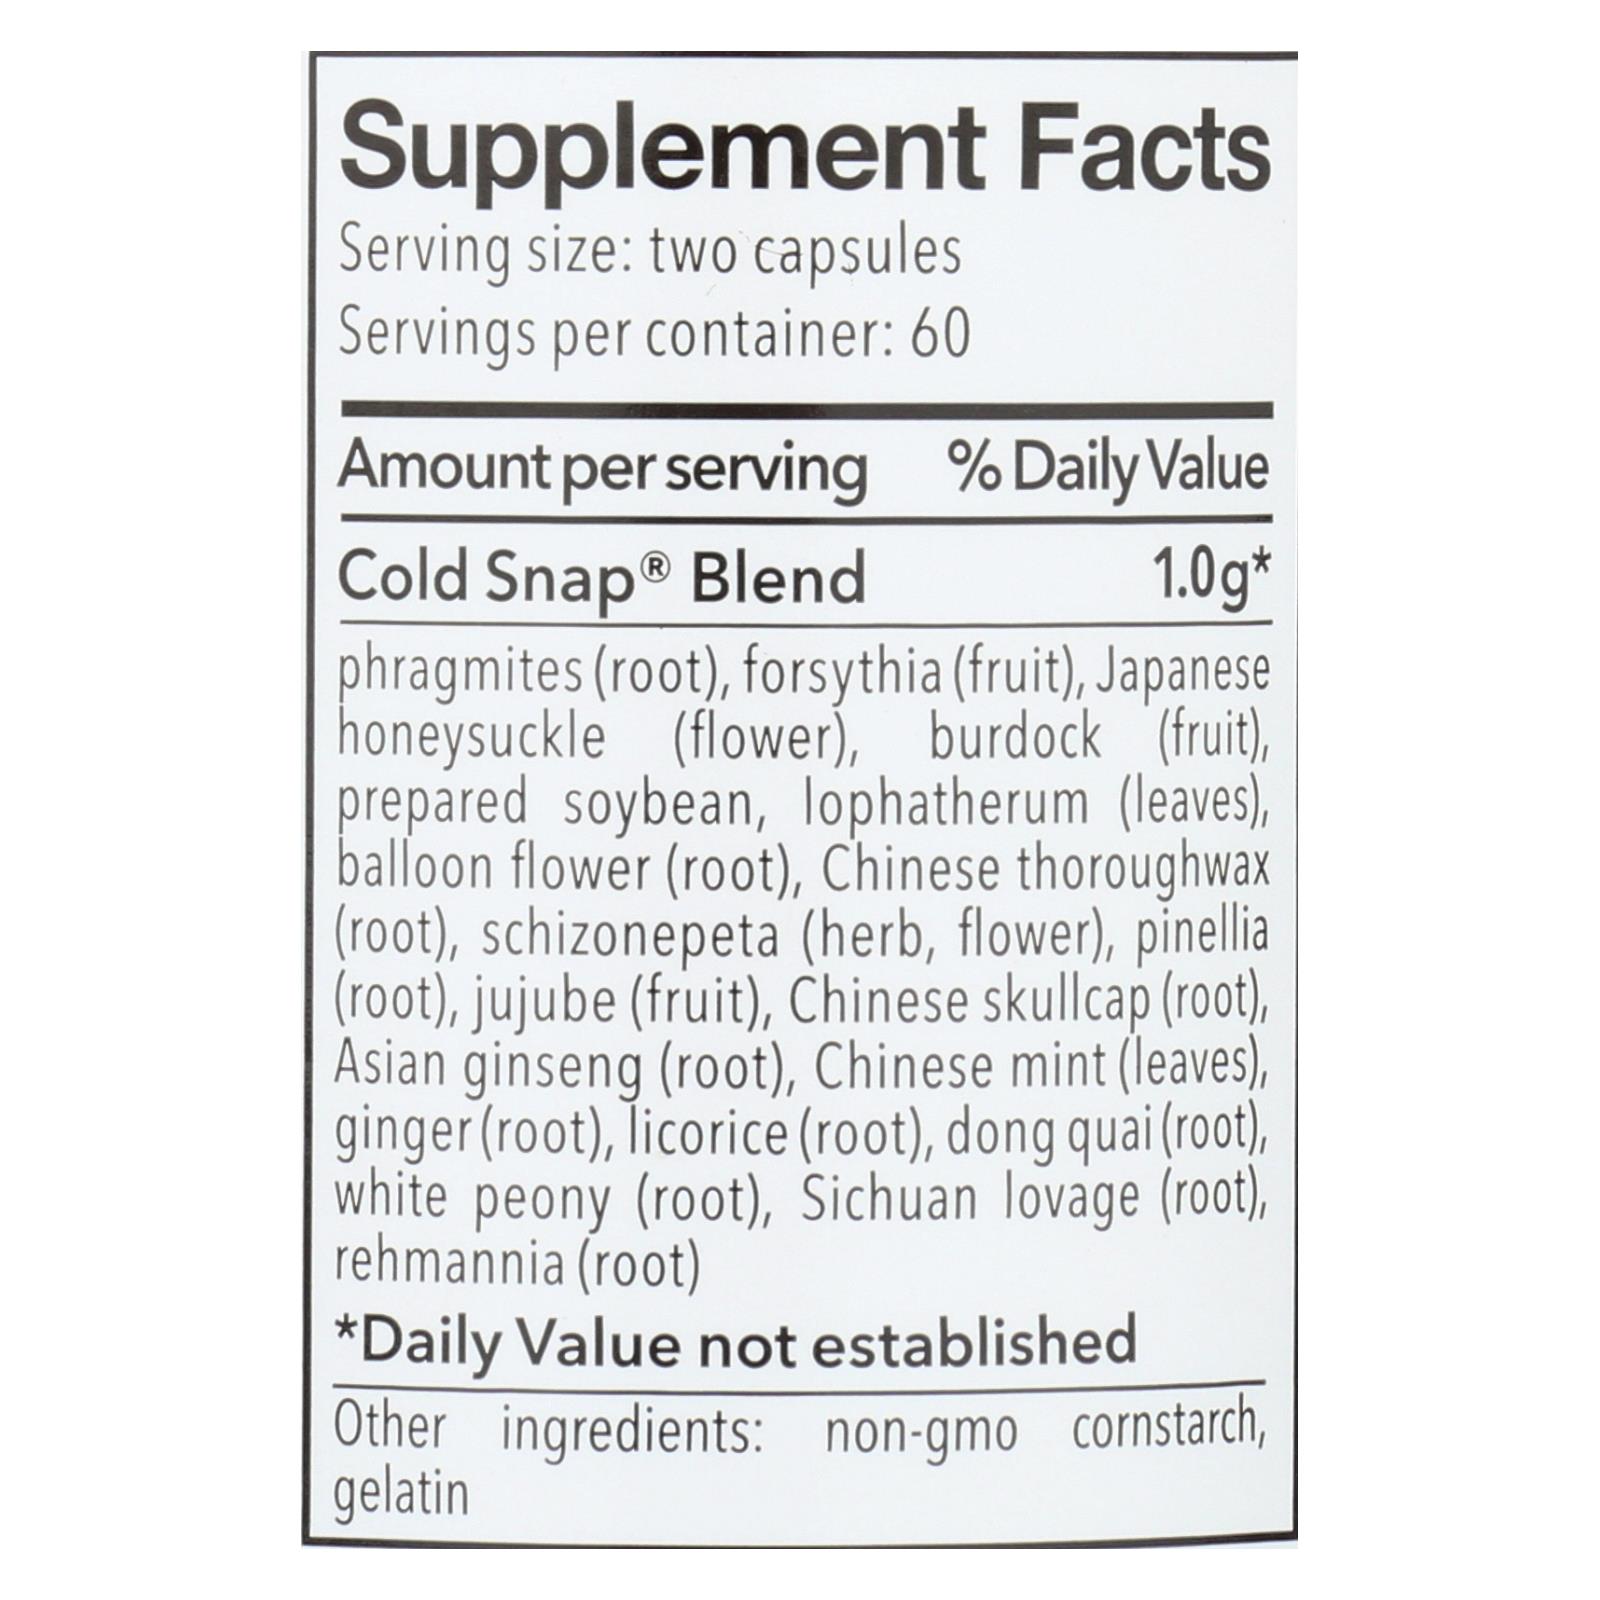 Supplement Facts
Serving size: two capsules
Servings per container: 60
Amount per serving % Daily Value
Cold Snap® Blend 1.0g*
phragmites (root), forsythia (fruit), Japanese
honeysuckle (flower), burdock (fruit),
prepared soybean, lophatherum (leaves),
balloon flower (root), Chinese thoroughwax
(root), schizonepeta (herb, flower), pinellia
(root), jujube (fruit), Chinese skullcap (root),
Asian ginseng (root), Chinese mint (leaves),
ginger (root), licorice (root), dong quai (root),
white peony (root), Sichuan lovage (root),
rehmannia (root)
*Daily Value not established
Other ingredients: non-gmo cornstarch,
gelatin